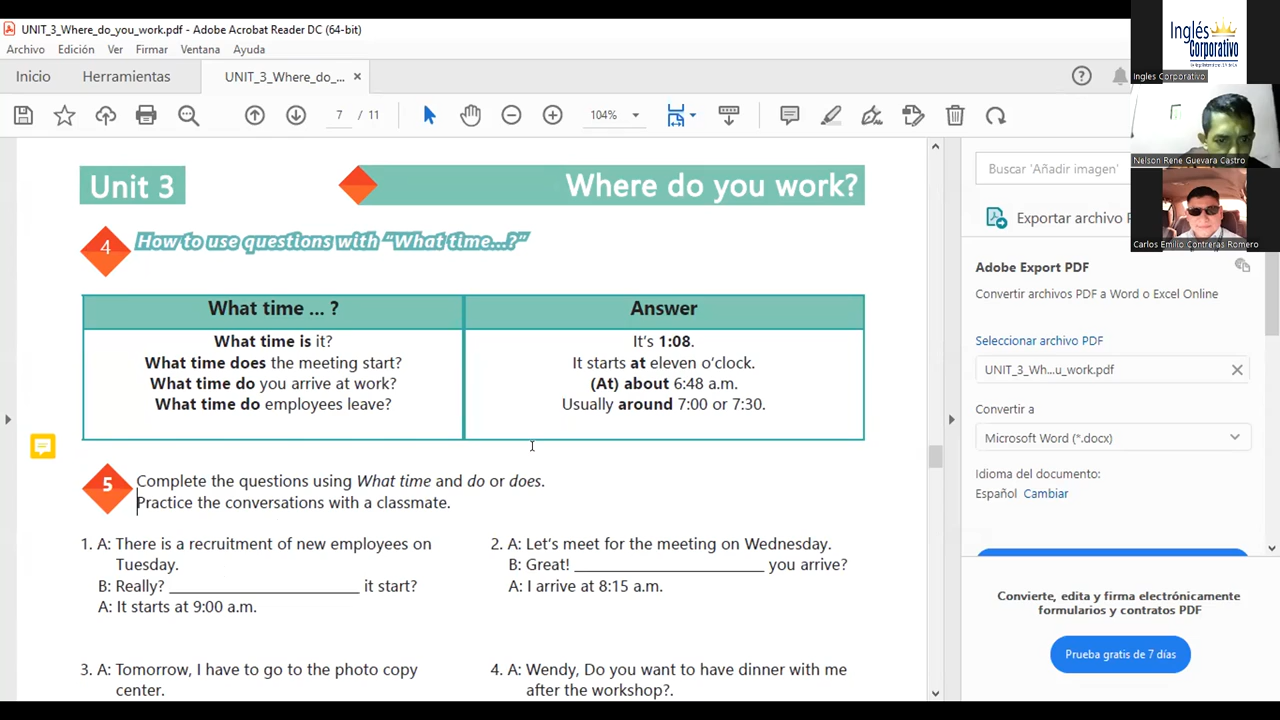 UNIT_3_Where_do_you_work.pdf - Adobe Acrobat Reader DC (64-bit)
Archivo Edición Ver Firmar Ventana Ayuda
Inicio Herramientas UNIT_3_Where_do_... ×
7 / 11 104%
Unit 3
Where do you work?
4 How to use questions with “What time...?”
What time ... ? Answer
What time is it? It’s 1:08.
What time does the meeting start? It starts at eleven o’clock.
What time do you arrive at work? (At) about 6:48 a.m.
What time do employees leave? Usually around 7:00 or 7:30.
5 Complete the questions using What time and do or does.
Practice the conversations with a classmate.
1. A: There is a recruitment of new employees on
Tuesday.
B: Really? ____________________ it start?
A: It starts at 9:00 a.m.
2. A: Let’s meet for the meeting on Wednesday.
B: Great! ____________________ you arrive?
A: I arrive at 8:15 a.m.
3. A: Tomorrow, I have to go to the photo copy
center.
4. A: Wendy, Do you want to have dinner with me
after the workshop?.
Buscar 'Añadir imagen'
Exportar archivo P
Adobe Export PDF
Convertir archivos PDF a Word o Excel Online
Seleccionar archivo PDF
UNIT_3_Wh...u_work.pdf
Convertir a
Microsoft Word (*.docx)
Idioma del documento:
Español Cambiar
Convierte, edita y firma electrónicamente
formularios y contratos PDF
Prueba gratis de 7 días
Inglés
Corporativo
Ingles Corporativo
Nelson Rene Guevara Castro
Carlos Emilio Contreras Romero